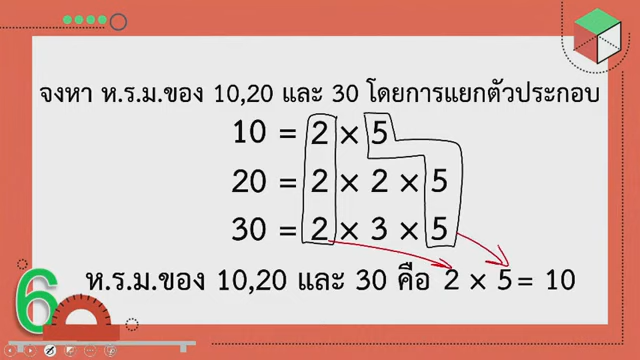 จงหา ห.ร.ม.ของ 10,20 และ 30 โดยการแยกตัวประกอบ
10 = 2 × 5
20 = 2 × 2 × 5
30 = 2 × 3 × 5
ห.ร.ม.ของ 10,20 และ 30 คือ 2 × 5 = 10
6